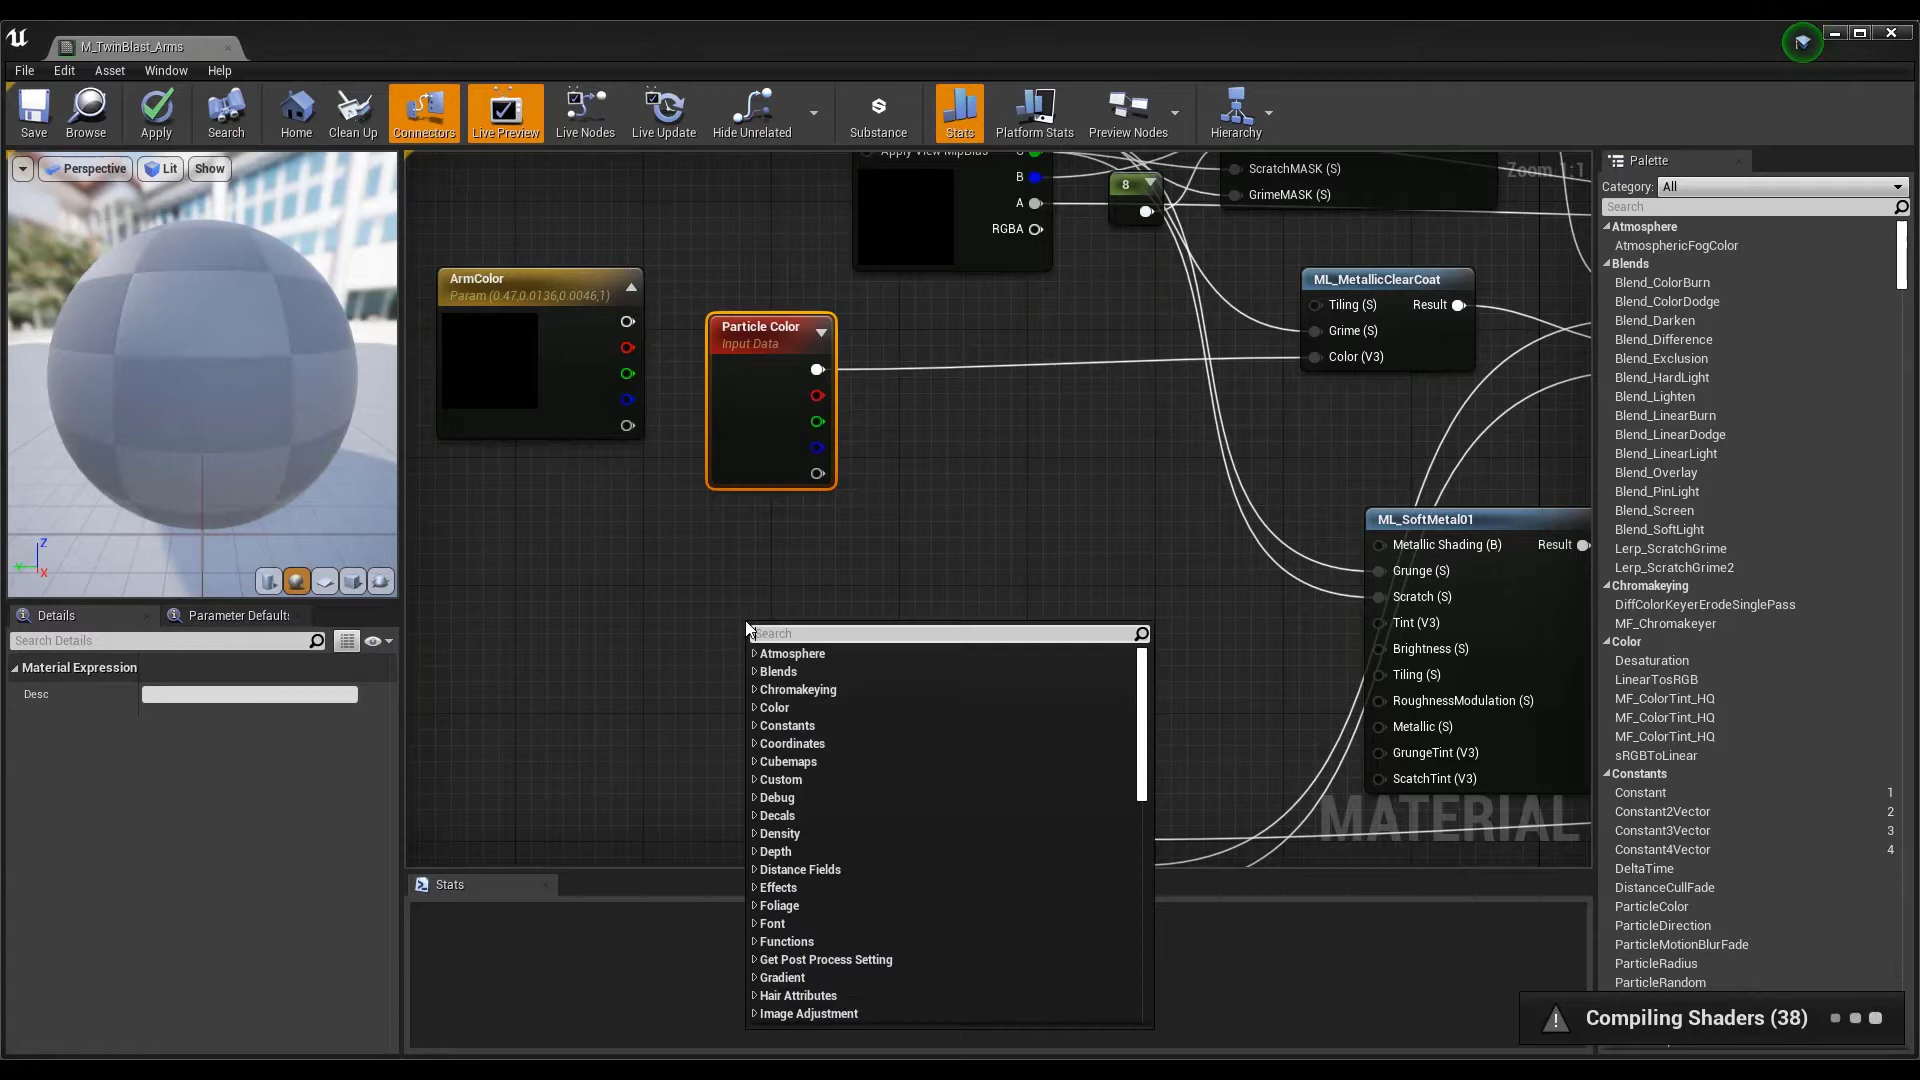 M_TwinBlast_Arms
File Edit Asset Window Help
Save Browse Apply Search Home Clean Up Connectors Live Preview Live Nodes Live Update Hide Unrelated Substance Stats Platform Stats Preview Nodes Hierarchy
Perspective Lit Show
Z
X
Details Parameter Defaults
Search Details
Material Expression
Desc
Apply View MipBias
B
A
RGBA
8
ScratchMASK (S)
GrimeMASK (S)
Zoom 1:1
ArmColor
Param (0.47,0.0136,0.0046,1)
Particle Color
Input Data
ML_MetallicClearCoat
Tiling (S) Result
Grime (S)
Color (V3)
ML_SoftMetal01
Metallic Shading (B) Result
Grunge (S)
Scratch (S)
Tint (V3)
Brightness (S)
Tiling (S)
RoughnessModulation (S)
Metallic (S)
GrungeTint (V3)
ScatchTint (V3)
MATERIAL
Search
Atmosphere
Blends
Chromakeying
Color
Constants
Coordinates
Cubemaps
Custom
Debug
Decals
Density
Depth
Distance Fields
Effects
Foliage
Font
Functions
Get Post Process Setting
Gradient
Hair Attributes
Image Adjustment
Stats
Palette
Category: All
Search
Atmosphere
AtmosphericFogColor
Blends
Blend_ColorBurn
Blend_ColorDodge
Blend_Darken
Blend_Difference
Blend_Exclusion
Blend_HardLight
Blend_Lighten
Blend_LinearBurn
Blend_LinearDodge
Blend_LinearLight
Blend_Overlay
Blend_PinLight
Blend_Screen
Blend_SoftLight
Lerp_ScratchGrime
Lerp_ScratchGrime2
Chromakeying
DiffColorKeyerErodeSinglePass
MF_Chromakeyer
Color
Desaturation
LinearTosRGB
MF_ColorTint_HQ
MF_ColorTint_HQ
MF_ColorTint_HQ
sRGBToLinear
Constants
Constant 1
Constant2Vector 2
Constant3Vector 3
Constant4Vector 4
DeltaTime
DistanceCullFade
ParticleColor
ParticleDirection
ParticleMotionBlurFade
ParticleRadius
ParticleRandom
Compiling Shaders (38)